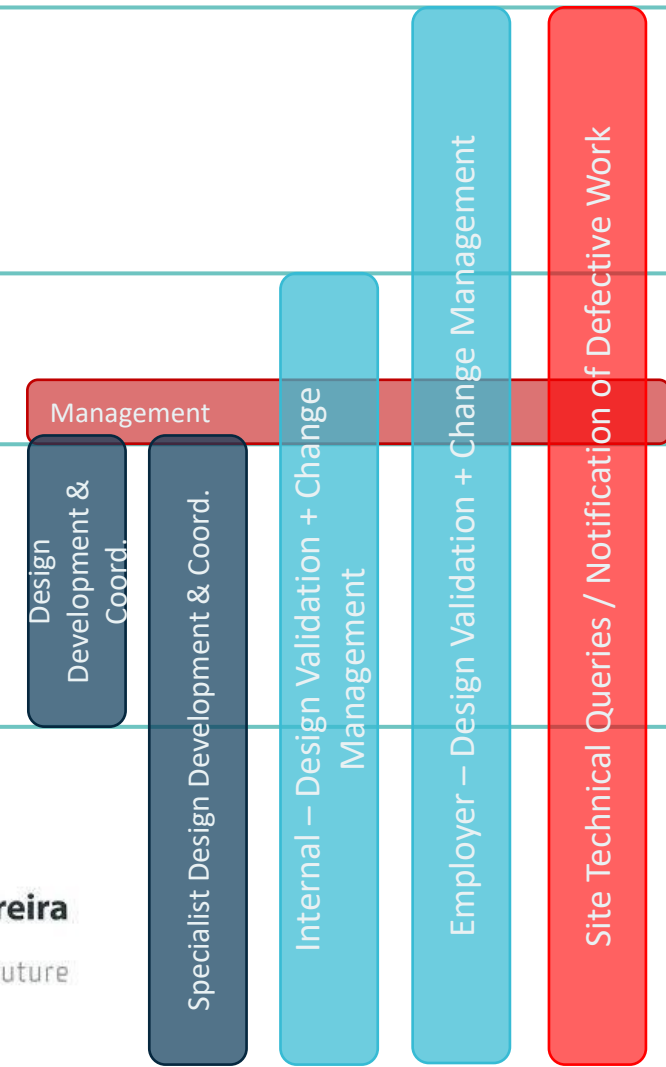 Management
Design
Development &
Coord.
Specialist Design Development & Coord.
Internal – Design Validation + Change
Management
Employer – Design Validation + Change Management
Site Technical Queries / Notification of Defective Work
reira
uture